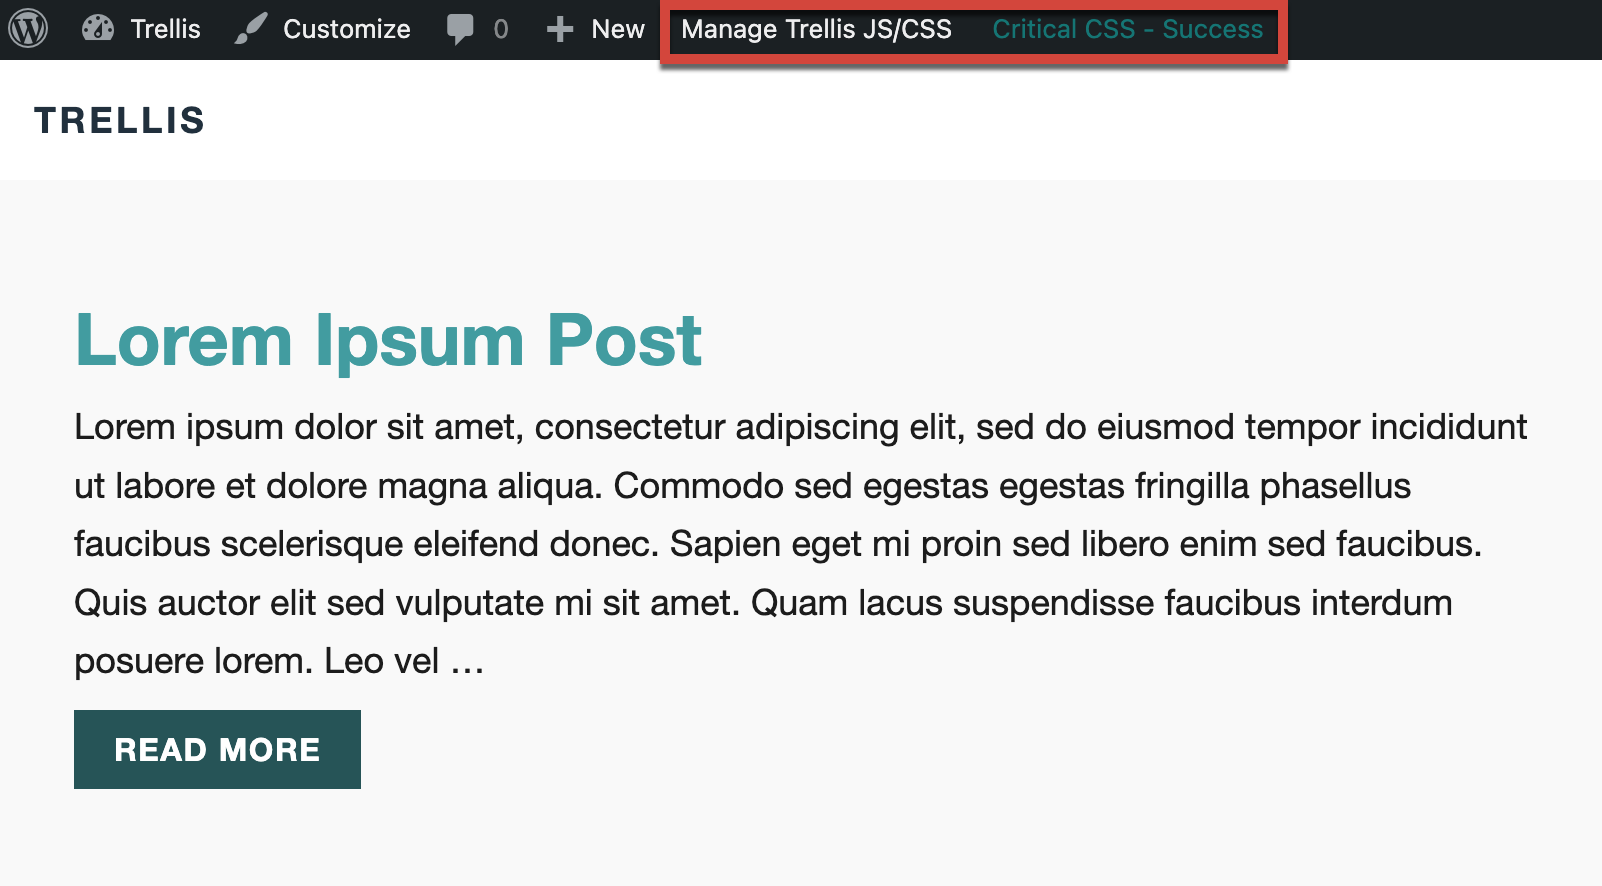 Trellis Customize 0 New Manage Trellis JS/CSS Critical CSS - Success
TRELLIS
Lorem Ipsum Post
Lorem ipsum dolor sit amet, consectetur adipiscing elit, sed do eiusmod tempor incididunt
ut labore et dolore magna aliqua. Commodo sed egestas egestas fringilla phasellus
faucibus scelerisque eleifend donec. Sapien eget mi proin sed libero enim sed faucibus.
Quis auctor elit sed vulputate mi sit amet. Quam lacus suspendisse faucibus interdum
posuere lorem. Leo vel …
READ MORE